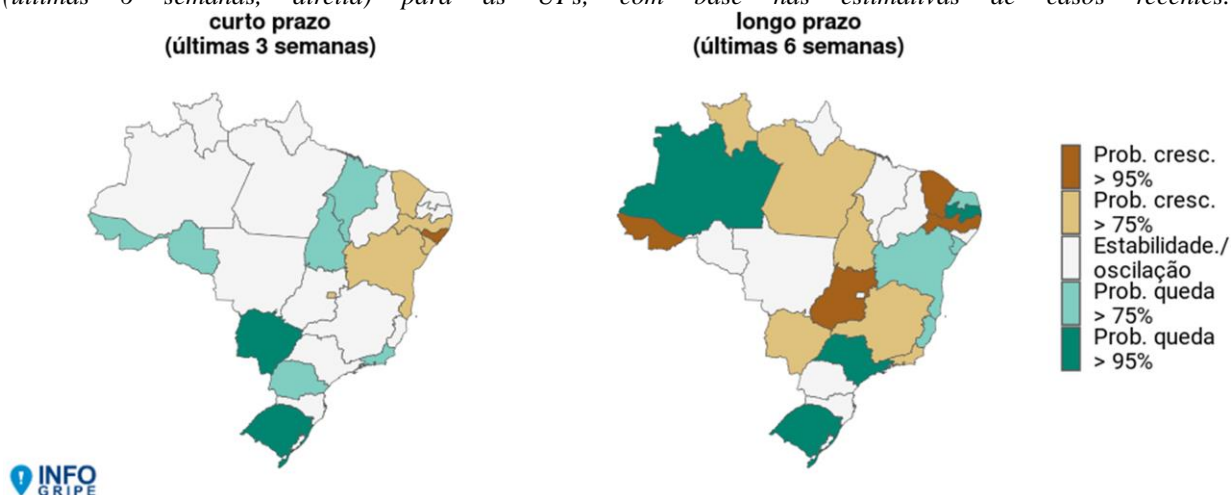 (últimas 6 semanas, direita) para as UFs, com base nas estimativas de casos recentes.
curto prazo
(últimas 3 semanas)
longo prazo
(últimas 6 semanas)
Prob. cresc.
> 95%
Prob. cresc.
> 75%
Estabilidade./
oscilação
Prob. queda
> 75%
Prob. queda
> 95%
INFO
GRIPE